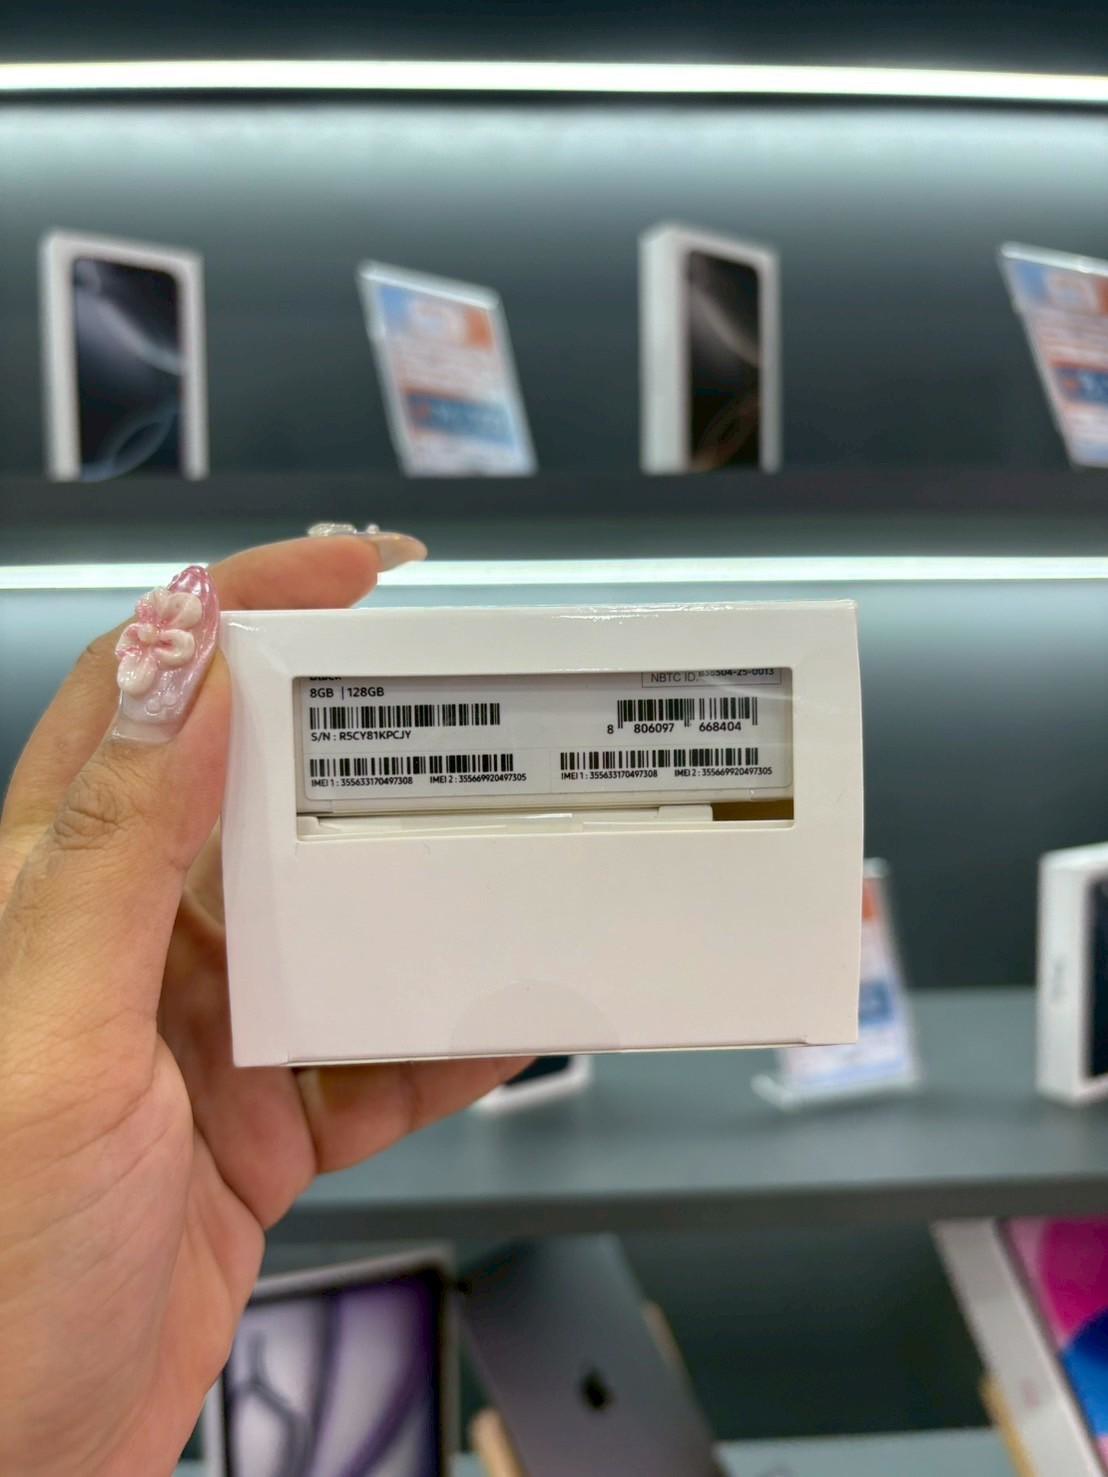 Black
8GB | 128GB
NBTC ID.
S/N : R5CY81KPCJY
8 806097 668404
IMEI 1 : 355633170497308 IMEI 2 : 355669920497305
IMEI 1 : 355633170497308 IMEI 2 : 355669920497305